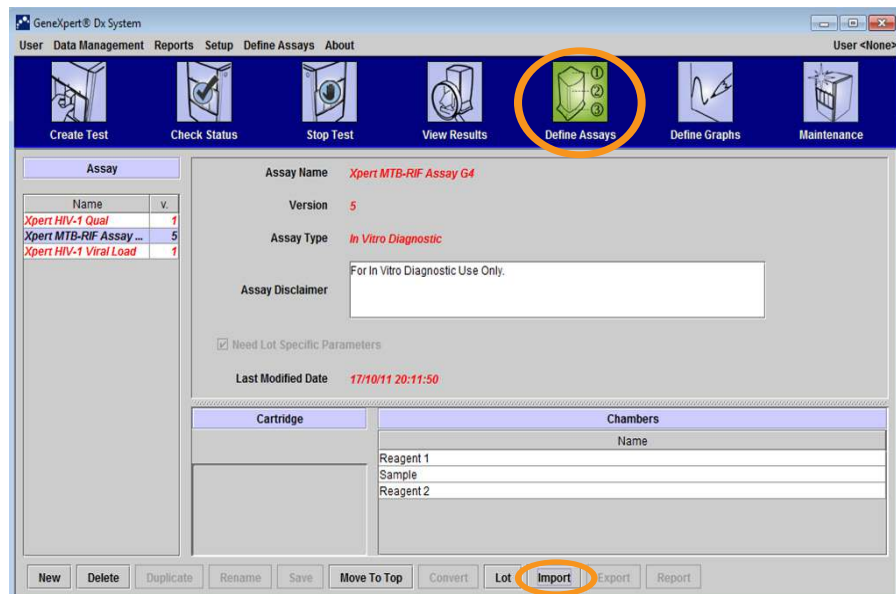 GeneXpert® Dx System
User Data Management Reports Setup Define Assays About User <None>
Create Test Check Status Stop Test View Results Define Assays Define Graphs Maintenance
① ② ③
Assay
Name v.
Xpert HIV-1 Qual 1
Xpert MTB-RIF Assay ... 5
Xpert HIV-1 Viral Load 1
Assay Name Xpert MTB-RIF Assay G4
Version 5
Assay Type In Vitro Diagnostic
Assay Disclaimer For In Vitro Diagnostic Use Only.
Need Lot Specific Parameters
Last Modified Date 17/10/11 20:11:50
Cartridge
Chambers
Name
Reagent 1
Sample
Reagent 2
New Delete Duplicate Rename Save Move To Top Convert Lot Import Export Report